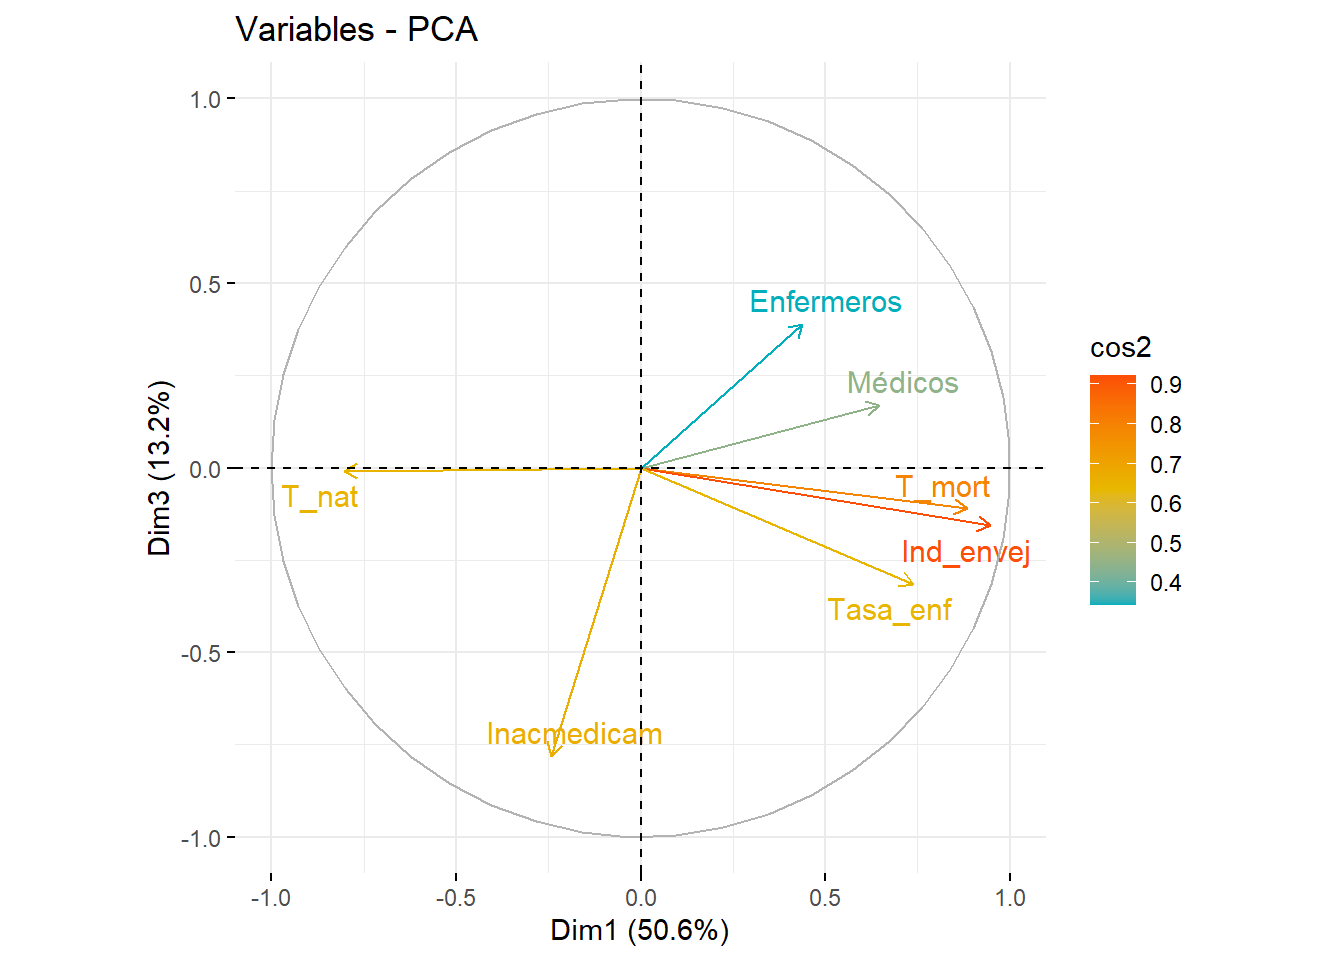 Variables - PCA
1.0
0.5
0.0
-0.5
-1.0
Dim3 (13.2%)
Enfermeros
Médicos
T_mort
T_nat
Ind_envej
Tasa_enf
Inacmedicam
-1.0
-0.5
0.0
0.5
1.0
Dim1 (50.6%)
cos2
0.9
0.8
0.7
0.6
0.5
0.4